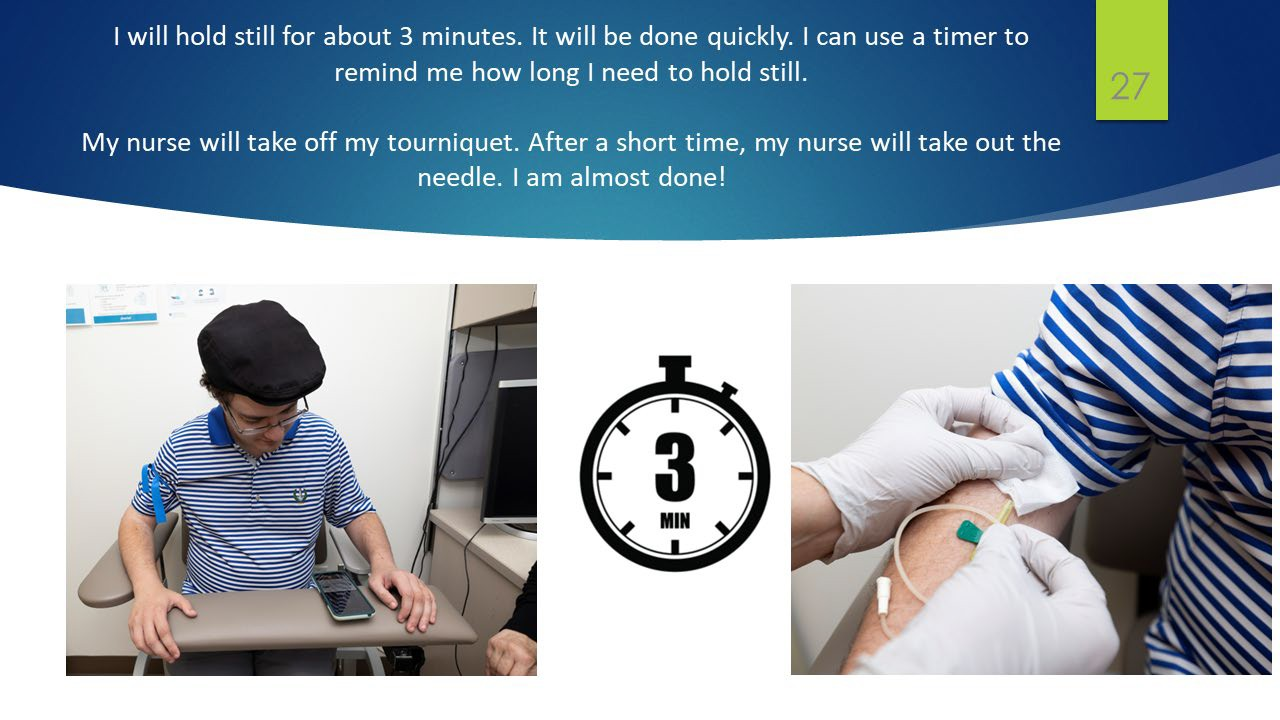 I will hold still for about 3 minutes. It will be done quickly. I can use a timer to
remind me how long I need to hold still.
My nurse will take off my tourniquet. After a short time, my nurse will take out the
needle. I am almost done!
27
3
MIN